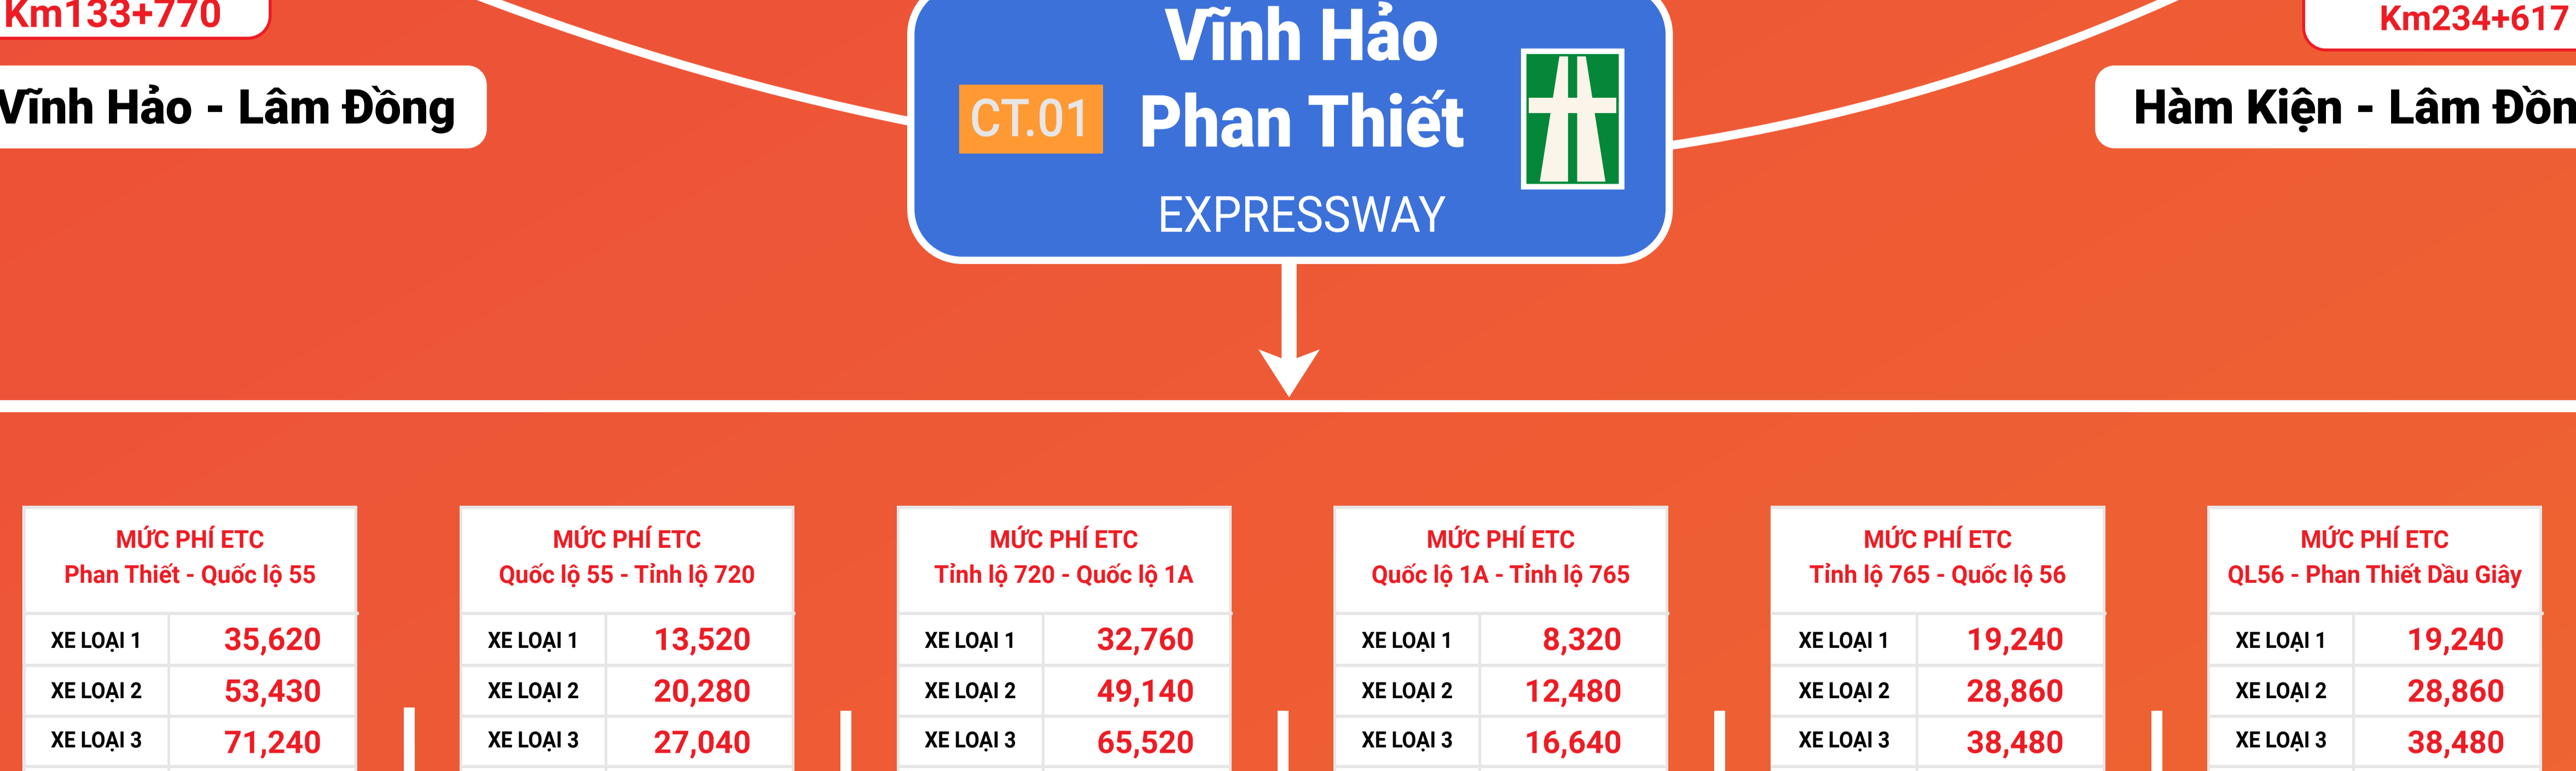 Km133+770
Vĩnh Hảo - Lâm Đồng
CT.01
Vĩnh Hảo
Phan Thiết
EXPRESSWAY
Km234+617
Hàm Kiện - Lâm Đồn
MỨC PHÍ ETC
Phan Thiết - Quốc lộ 55
XE LOẠI 1 35,620
XE LOẠI 2 53,430
XE LOẠI 3 71,240
MỨC PHÍ ETC
Quốc lộ 55 - Tỉnh lộ 720
XE LOẠI 1 13,520
XE LOẠI 2 20,280
XE LOẠI 3 27,040
MỨC PHÍ ETC
Tỉnh lộ 720 - Quốc lộ 1A
XE LOẠI 1 32,760
XE LOẠI 2 49,140
XE LOẠI 3 65,520
MỨC PHÍ ETC
Quốc lộ 1A - Tỉnh lộ 765
XE LOẠI 1 8,320
XE LOẠI 2 12,480
XE LOẠI 3 16,640
MỨC PHÍ ETC
Tỉnh lộ 765 - Quốc lộ 56
XE LOẠI 1 19,240
XE LOẠI 2 28,860
XE LOẠI 3 38,480
MỨC PHÍ ETC
QL56 - Phan Thiết Dầu Giây
XE LOẠI 1 19,240
XE LOẠI 2 28,860
XE LOẠI 3 38,480